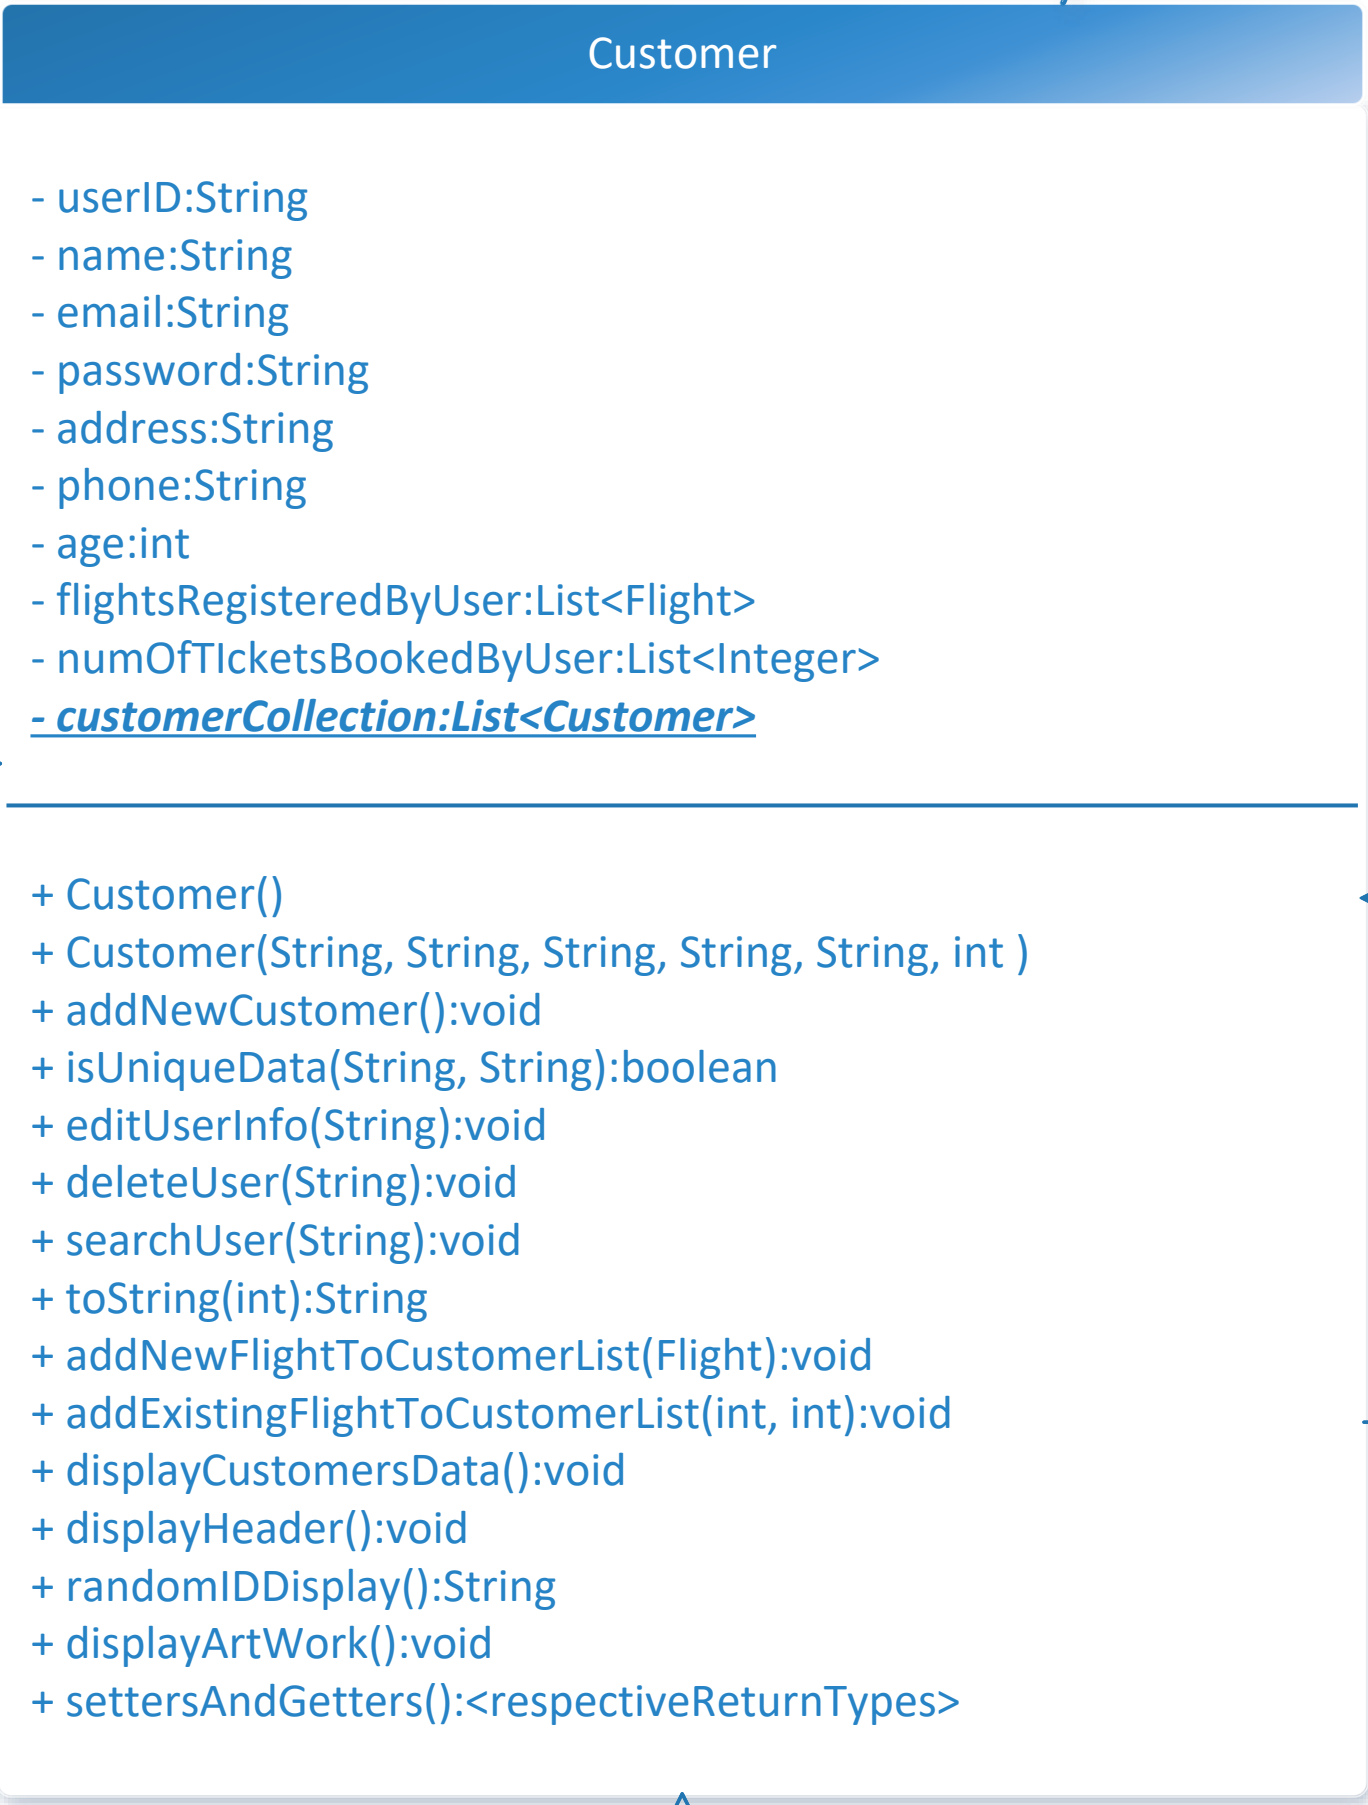 Customer
- userID:String
- name:String
- email:String
- password:String
- address:String
- phone:String
- age:int
- flightsRegisteredByUser:List<Flight>
- numOfTIcketsBookedByUser:List<Integer>
- customerCollection:List<Customer>
+ Customer()
+ Customer(String, String, String, String, String, int )
+ addNewCustomer():void
+ isUniqueData(String, String):boolean
+ editUserInfo(String):void
+ deleteUser(String):void
+ searchUser(String):void
+ toString(int):String
+ addNewFlightToCustomerList(Flight):void
+ addExistingFlightToCustomerList(int, int):void
+ displayCustomersData():void
+ displayHeader():void
+ randomIDDisplay():String
+ displayArtWork():void
+ settersAndGetters():<respectiveReturnTypes>